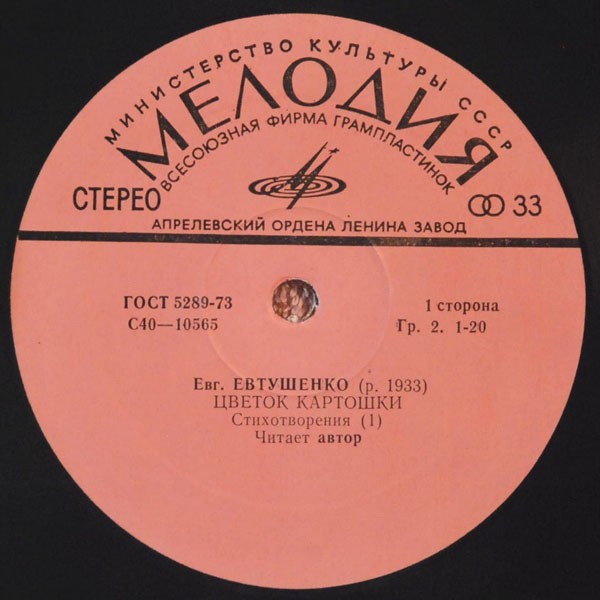 МИНИСТЕРСТВО КУЛЬТУРЫ СССР
МЕЛОДИЯ
ВСЕСОЮЗНАЯ ФИРМА ГРАМПЛАСТИНОК
СТЕРЕО
33
АПРЕЛЕВСКИЙ ОРДЕНА ЛЕНИНА ЗАВОД
ГОСТ 5289-73
С40—10565
1 сторона
Гр. 2. 1-20
Евг. ЕВТУШЕНКО (р. 1933)
ЦВЕТОК КАРТОШКИ
Стихотворения (1)
Читает автор